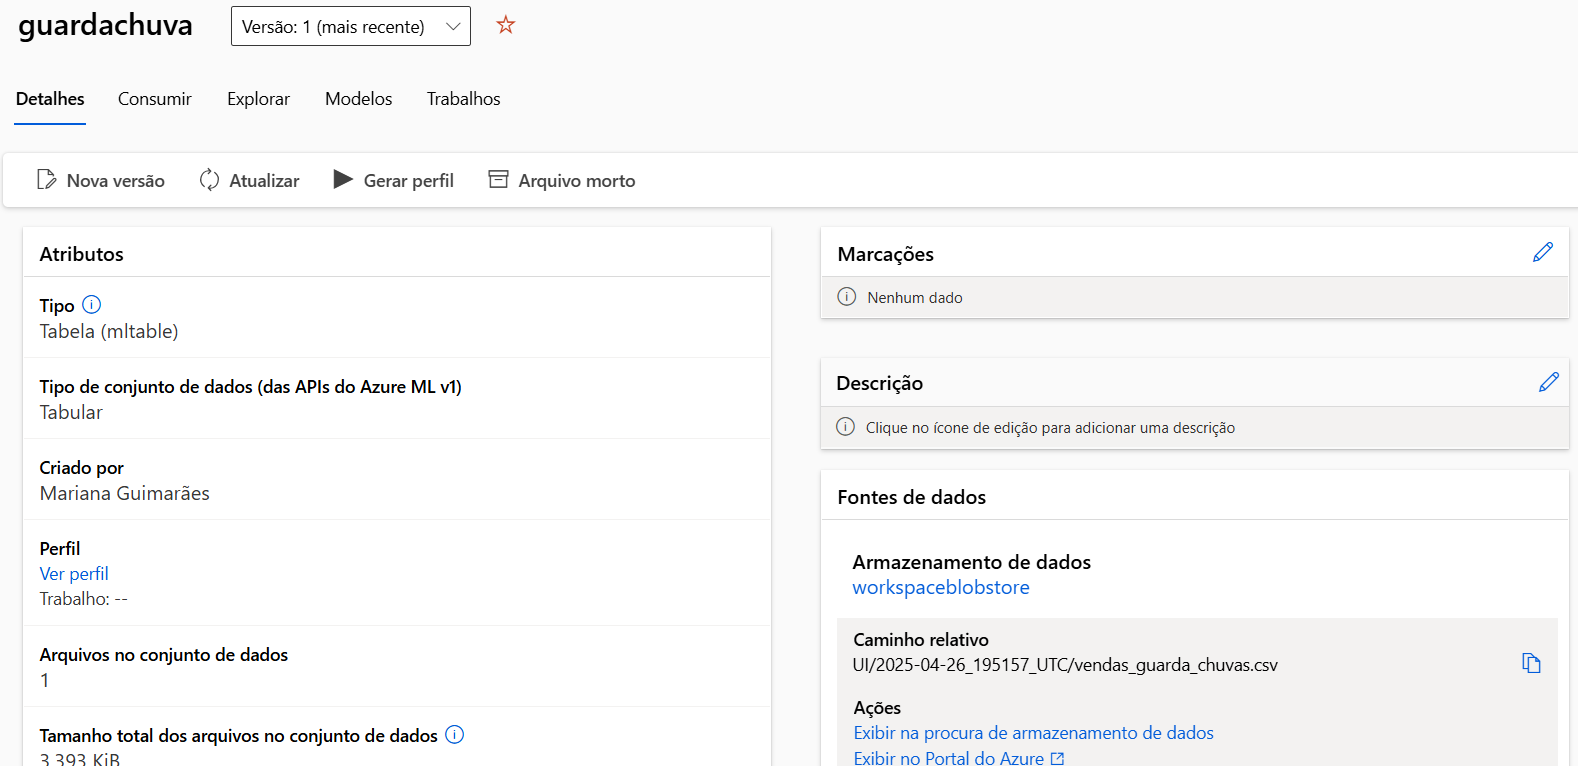 guardachuva
Versão: 1 (mais recente)
Detalhes
Consumir
Explorar
Modelos
Trabalhos
Nova versão
Atualizar
Gerar perfil
Arquivo morto
Atributos
Tipo
Tabela (mltable)
Tipo de conjunto de dados (das APIs do Azure ML v1)
Tabular
Criado por
Mariana Guimarães
Perfil
Ver perfil
Trabalho: --
Arquivos no conjunto de dados
1
Tamanho total dos arquivos no conjunto de dados
3.393 KiB
Marcações
Nenhum dado
Descrição
Clique no ícone de edição para adicionar uma descrição
Fontes de dados
Armazenamento de dados
workspaceblobstore
Caminho relativo
UI/2025-04-26_195157_UTC/vendas_guarda_chuvas.csv
Ações
Exibir na procura de armazenamento de dados
Exibir no Portal do Azure